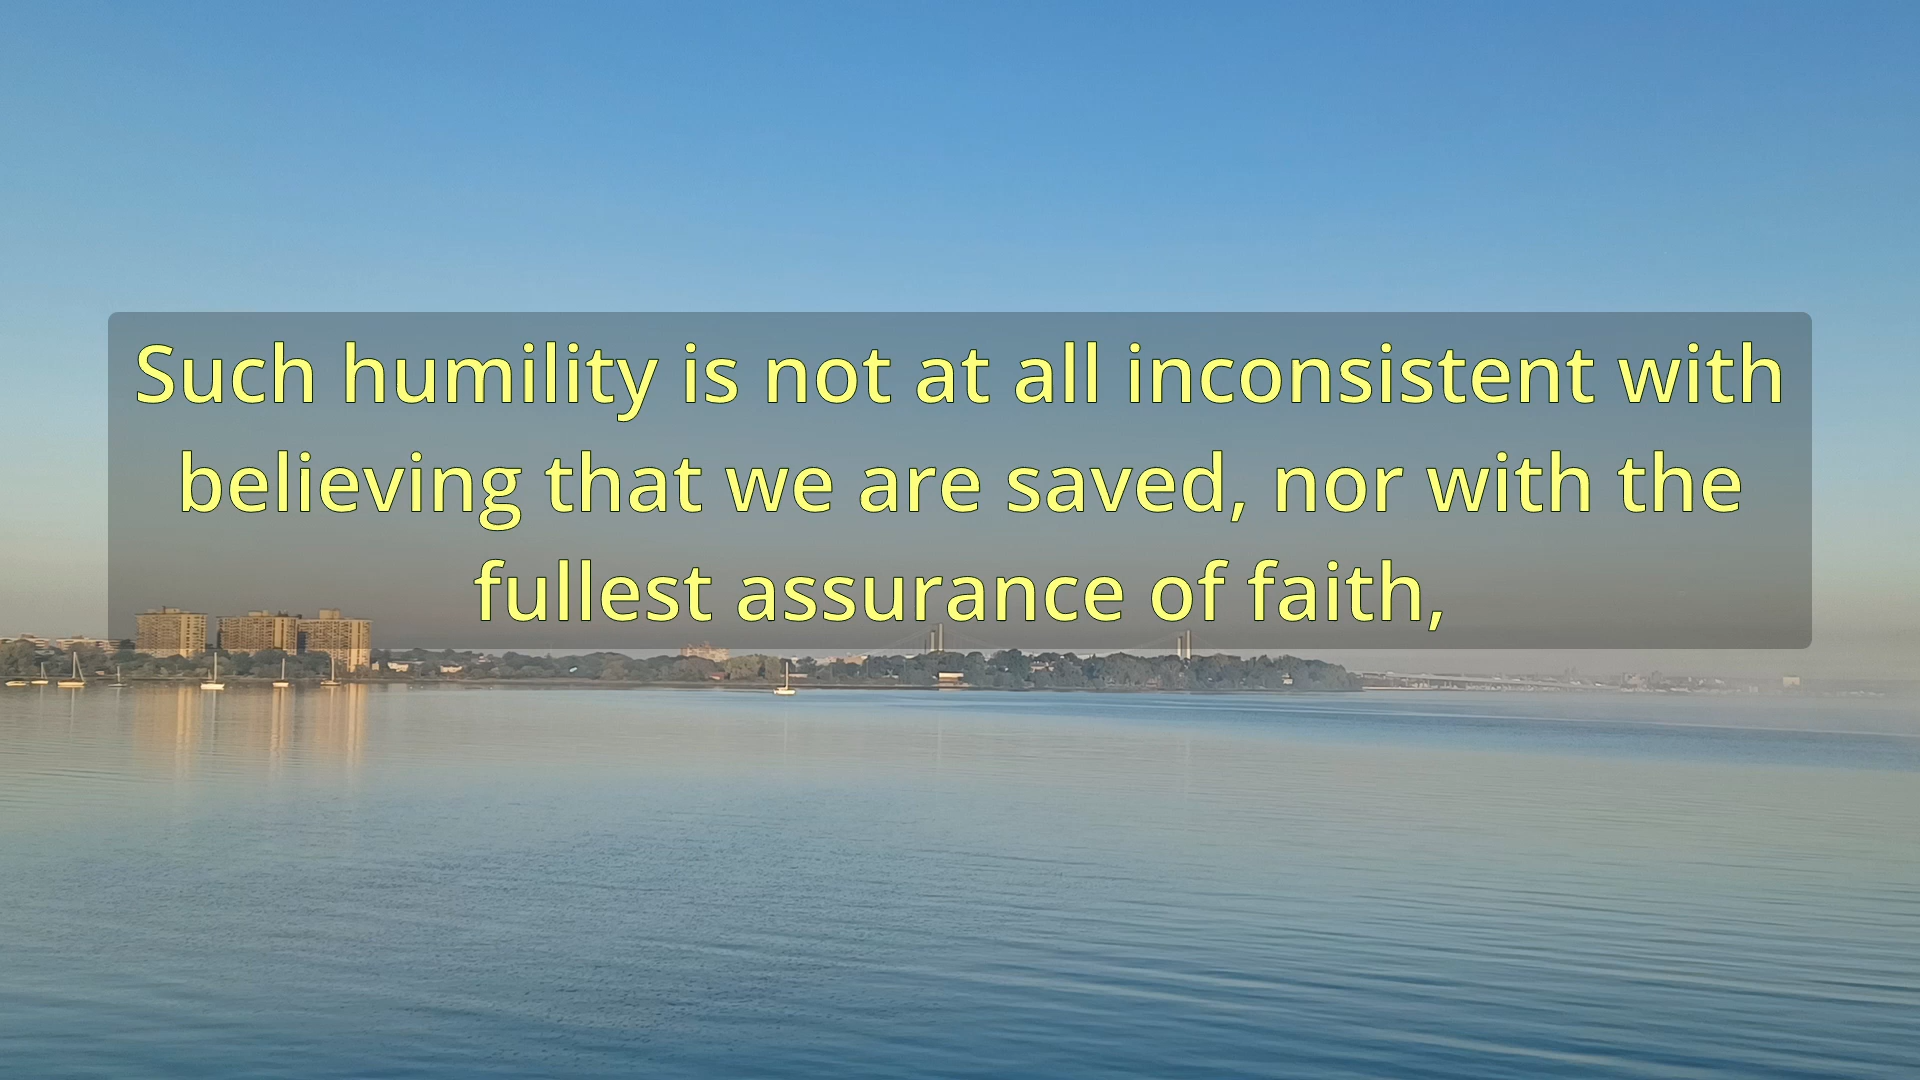 Such humility is not at all inconsistent with
believing that we are saved, nor with the
fullest assurance of faith,